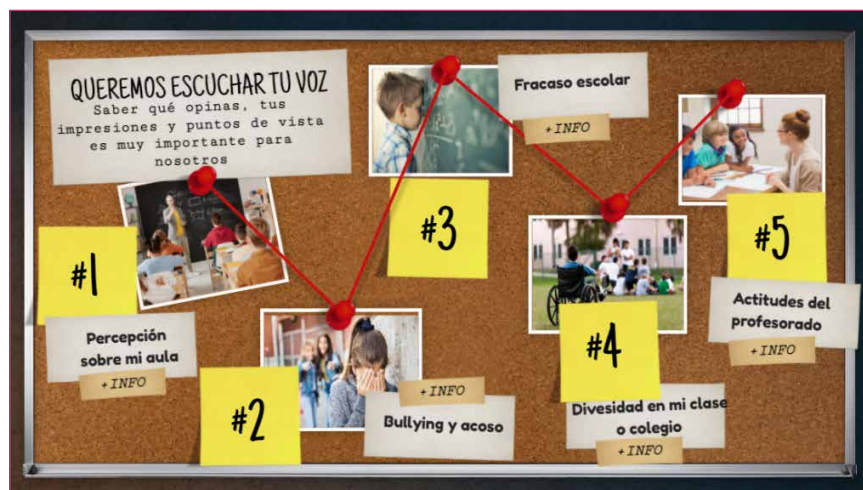 QUEREMOS ESCUCHAR TU VOZ
Saber qué opinas, tus
impresiones y puntos de vista
es muy importante para
nosotros
#1
Percepción
sobre mi aula
+INFO
#2
+INFO
Bullying y acoso
#3
Fracaso escolar
+INFO
#4
Divesidad en mi clase
o colegio
+INFO
#5
Actitudes del
profesorado
+INFO